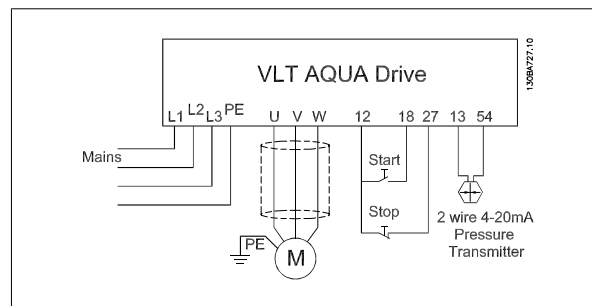 VLT AQUA Drive
130BA727.10
L1 L2 L3 PE U V W 12 18 27 13 54
Mains
Start
Stop
PE
M
2 wire 4-20mA
Pressure
Transmitter